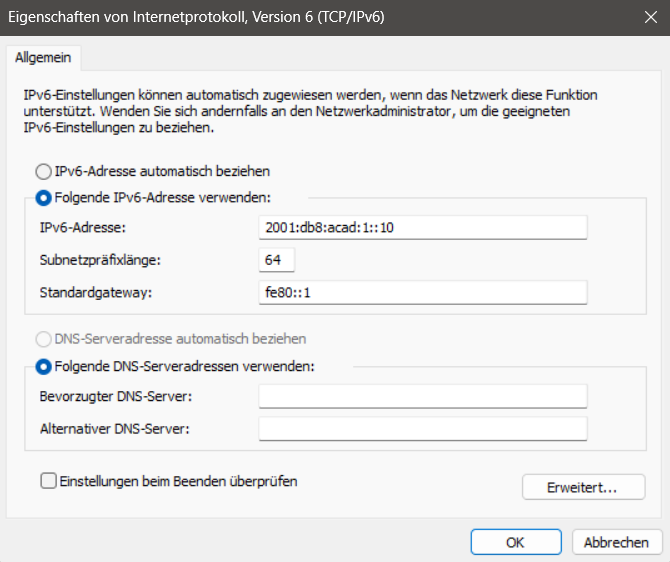 Eigenschaften von Internetprotokoll, Version 6 (TCP/IPv6)
Allgemein
IPv6-Einstellungen können automatisch zugewiesen werden, wenn das Netzwerk diese Funktion
unterstützt. Wenden Sie sich andernfalls an den Netzwerkadministrator, um die geeigneten
IPv6-Einstellungen zu beziehen.
IPv6-Adresse automatisch beziehen
Folgende IPv6-Adresse verwenden:
IPv6-Adresse: 2001:db8:acad:1::10
Subnetzpräfixlänge: 64
Standardgateway: fe80::1
DNS-Serveradresse automatisch beziehen
Folgende DNS-Serveradressen verwenden:
Bevorzugter DNS-Server:
Alternativer DNS-Server:
Einstellungen beim Beenden überprüfen
Erweitert...
OK Abbrechen